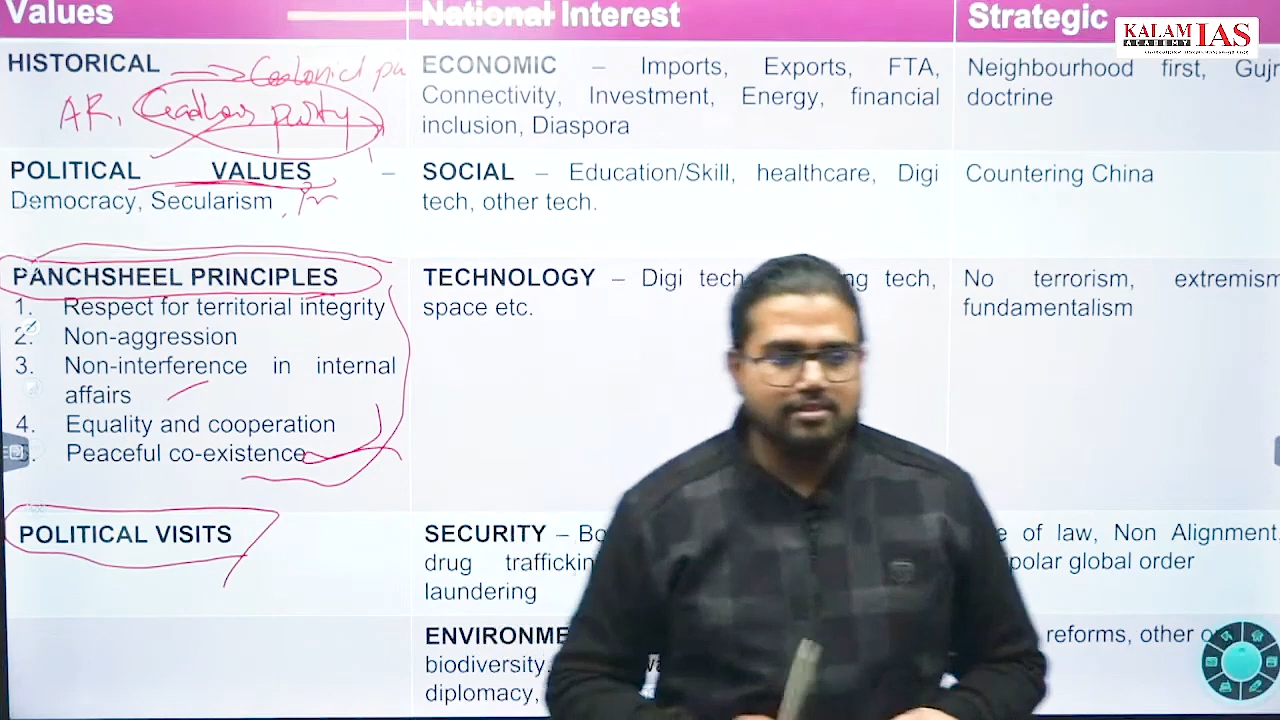 Values
National Interest
Strategic
KALAM IAS
ACADEMY
HISTORICAL
AR,
ECONOMIC – Imports, Exports, FTA,
Connectivity, Investment, Energy, financial
inclusion, Diaspora
Neighbourhood first, Gujr
doctrine
POLITICAL VALUES –
Democracy, Secularism
SOCIAL – Education/Skill, healthcare, Digi
tech, other tech.
Countering China
PANCHSHEEL PRINCIPLES
1. Respect for territorial integrity
2. Non-aggression
3. Non-interference in internal
affairs
4. Equality and cooperation
Peaceful co-existence
TECHNOLOGY – Digi tech ng tech,
space etc.
No terrorism, extremism
fundamentalism
POLITICAL VISITS
SECURITY – Bo
drug traffickin
laundering
e of law, Non Alignment,
polar global order
ENVIRONME
biodiversity.
diplomacy,
reforms, other o